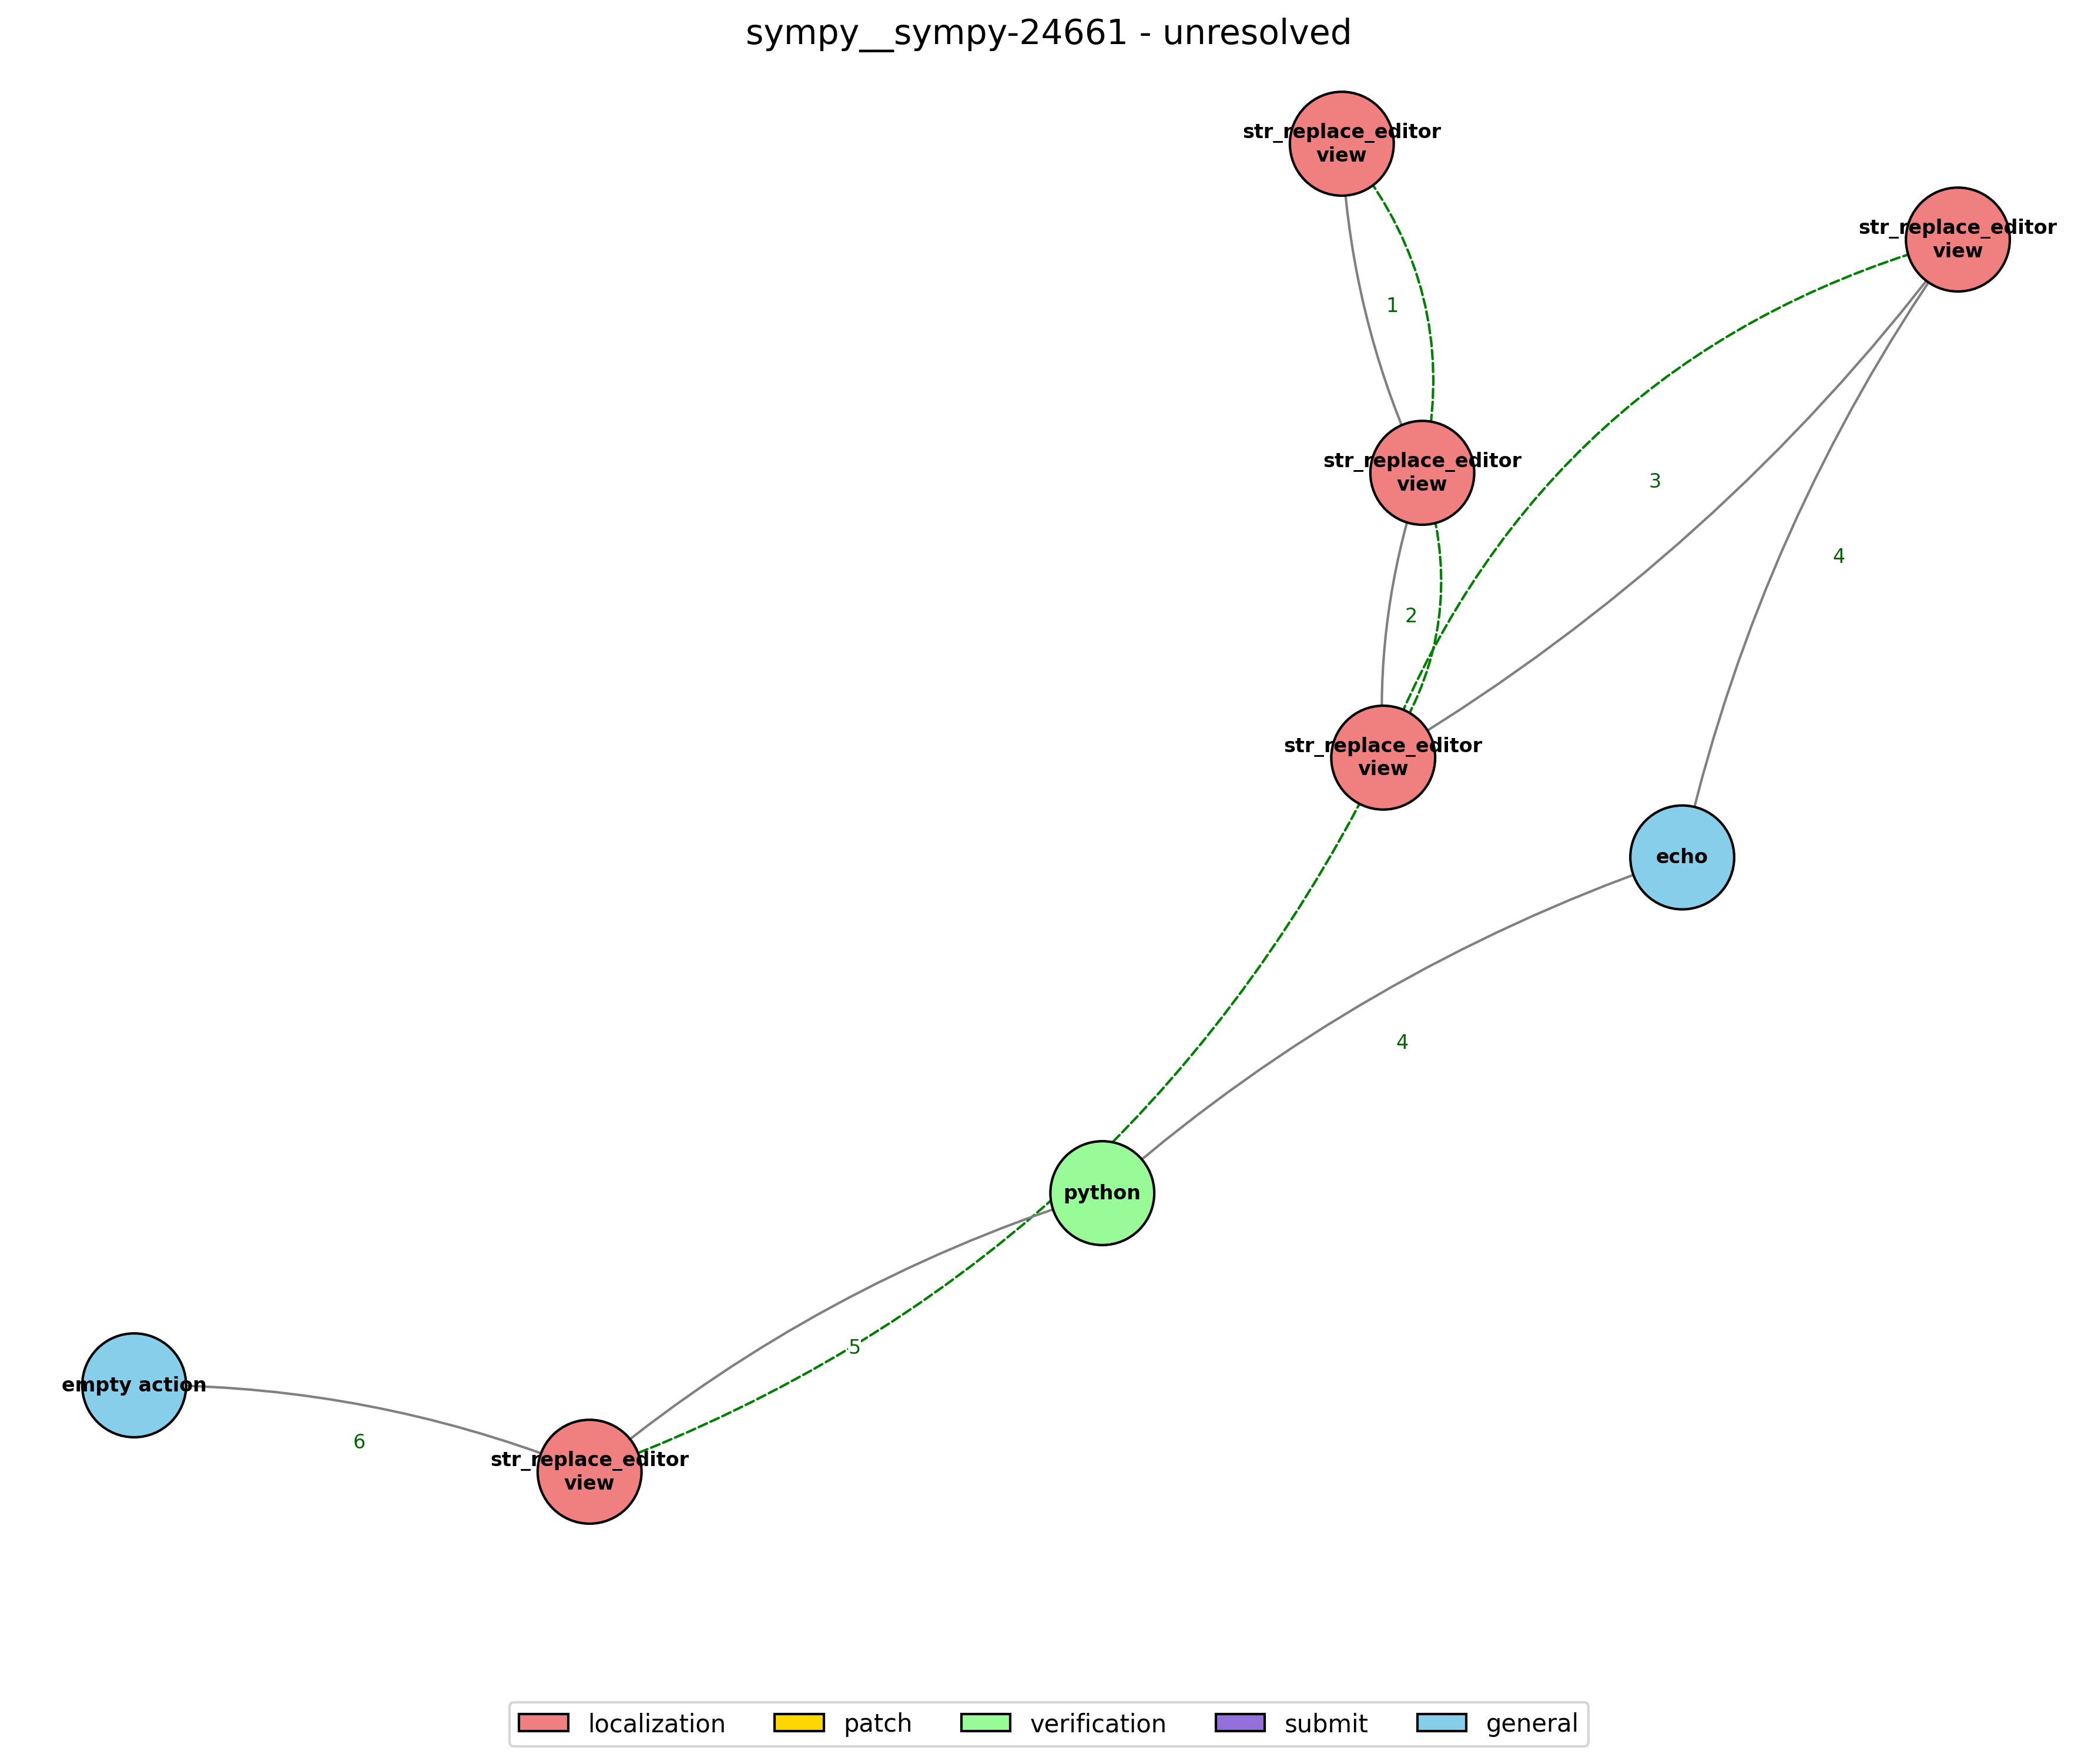 sympy__sympy-24661 - unresolved
str_replace_editor
view
str_replace_editor
view
1
str_replace_editor
view
3
4
2
str_replace_editor
view
echo
4
python
5
empty action
6
str_replace_editor
view
localization
patch
verification
submit
general